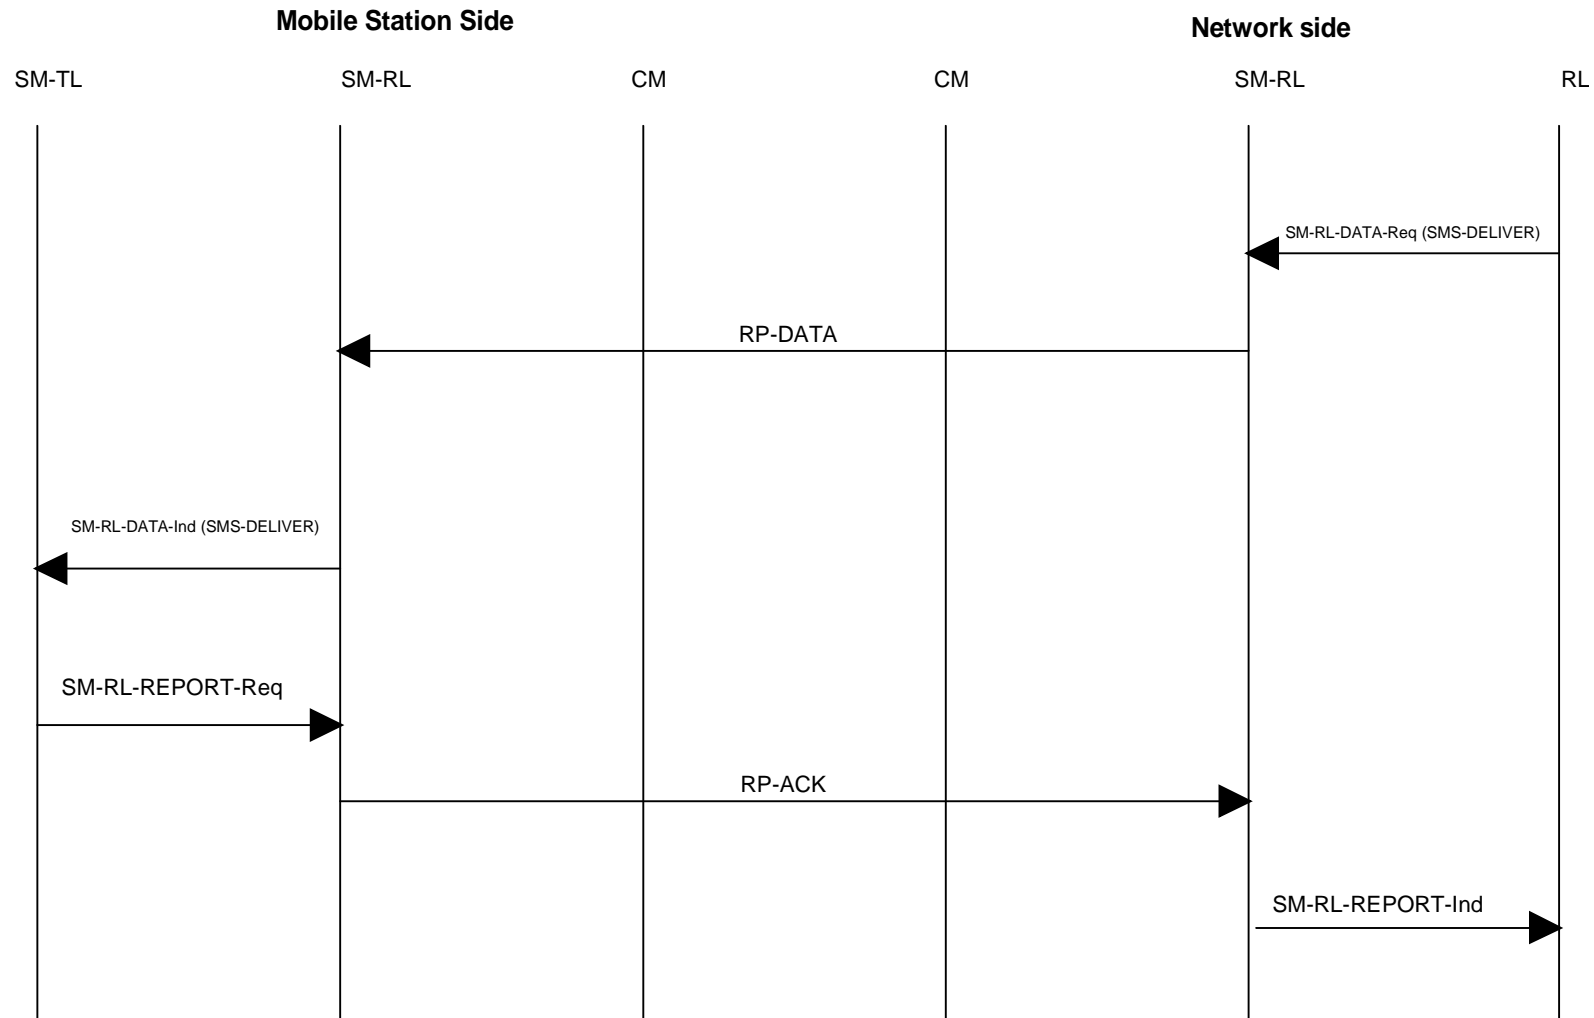 Mobile Station Side
Network side
SM-TL
SM-RL
CM
CM
SM-RL
RL
SM-RL-DATA-Req (SMS-DELIVER)
RP-DATA
SM-RL-DATA-Ind (SMS-DELIVER)
SM-RL-REPORT-Req
RP-ACK
SM-RL-REPORT-Ind